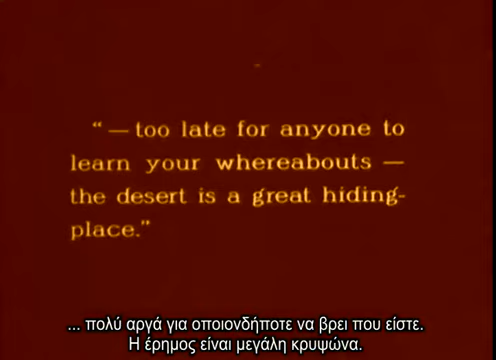 “— too late for anyone to
learn your whereabouts —
the desert is a great hiding-
place.”
... πολύ αργά για οποιονδήποτε να βρει που είστε.
Η έρημος είναι μεγάλη κρυψώνα.